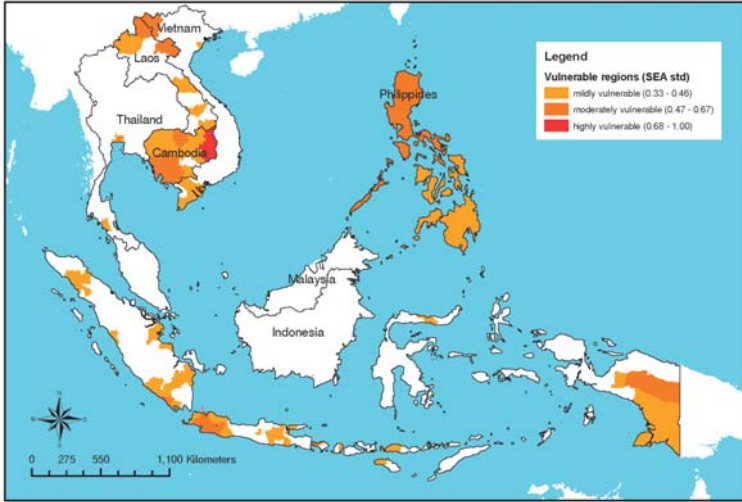 Vietnam
Laos
Thailand
Cambodia
Philippines
Malaysia
Indonesia
Legend
Vulnerable regions (SEA std)
mildly vulnerable (0.33 - 0.46)
moderately vulnerable (0.47 - 0.67)
highly vulnerable (0.68 - 1.00)
N
W E
S
0 275 550 1,100 Kilometers